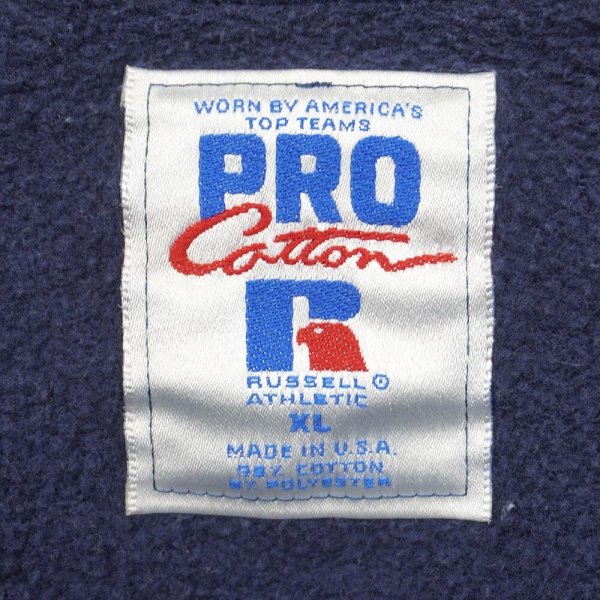 WORN BY AMERICA'S
TOP TEAMS
PRO
Cotton
R
RUSSELL ®
ATHLETIC
XL
MADE IN U.S.A.
COTTON
POLYESTER